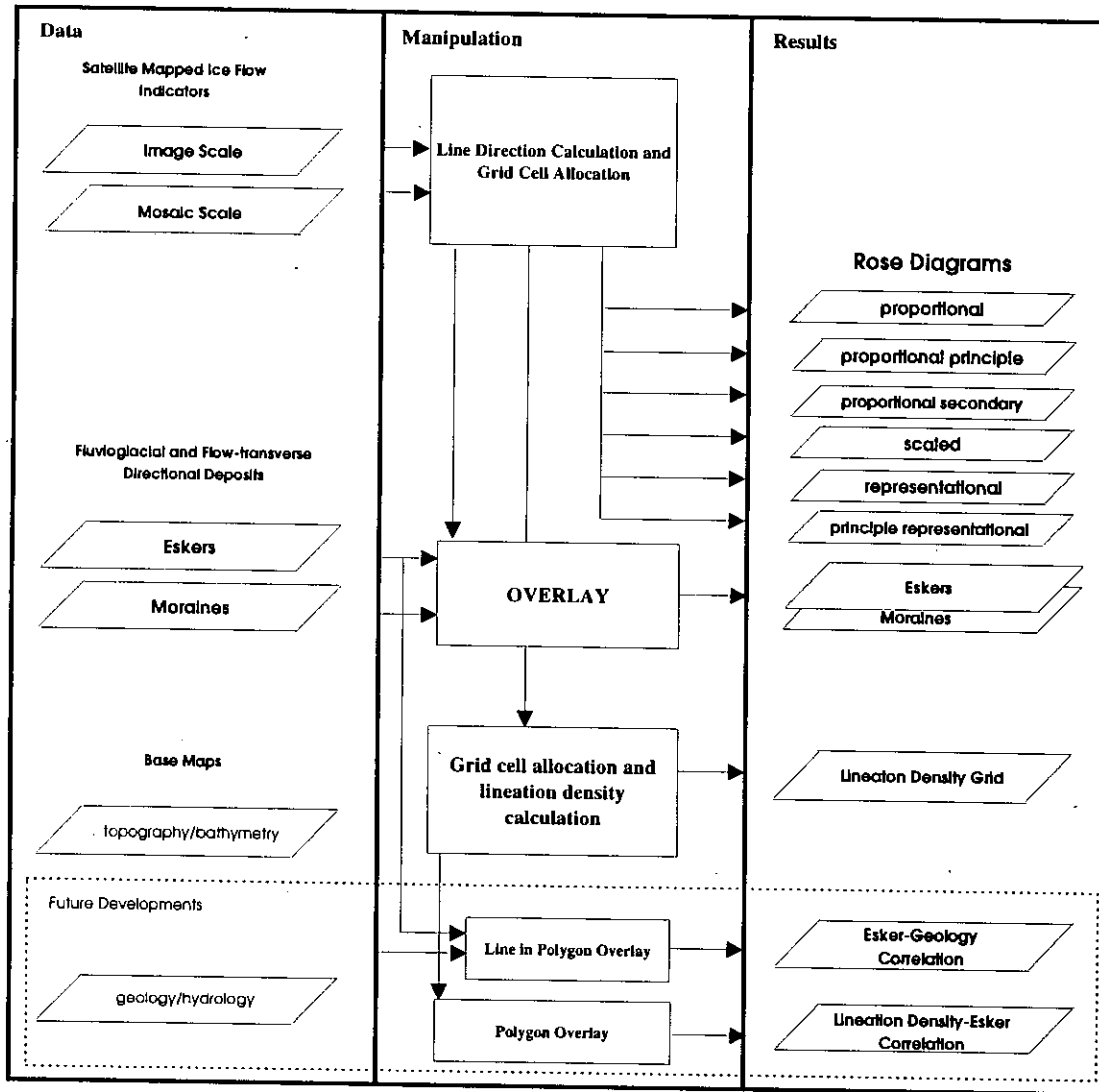 Data
Satellite Mapped Ice Flow
Indicators
Image Scale
Mosaic Scale
Fluvioglacial and Flow-transverse
Directional Deposits
Eskers
Moraines
Base Maps
topography/bathymetry
Future Developments
geology/hydrology
Manipulation
Line Direction Calculation and
Grid Cell Allocation
OVERLAY
Grid cell allocation and
lineation density
calculation
Line in Polygon Overlay
Polygon Overlay
Results
Rose Diagrams
proportional
proportional principle
proportional secondary
scaled
representational
principle representational
Eskers
Moraines
Lineaton Density Grid
Esker-Geology
Correlation
Lineation Density-Esker
Correlation